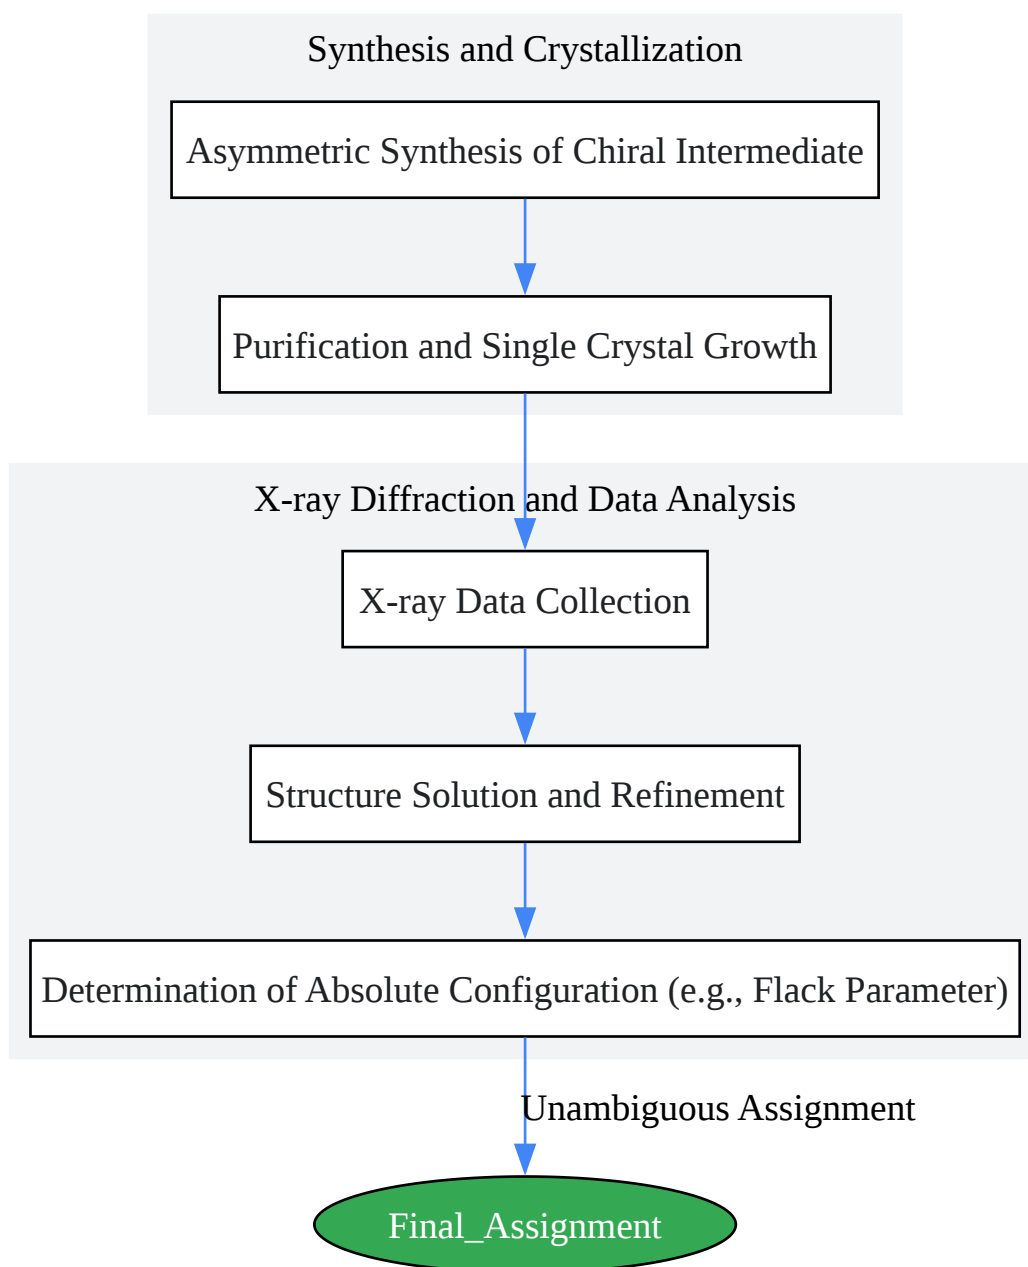 Synthesis and Crystallization
Asymmetric Synthesis of Chiral Intermediate
Purification and Single Crystal Growth
X-ray Diffraction and Data Analysis
X-ray Data Collection
Structure Solution and Refinement
Determination of Absolute Configuration (e.g., Flack Parameter)
Unambiguous Assignment
Final_Assignment